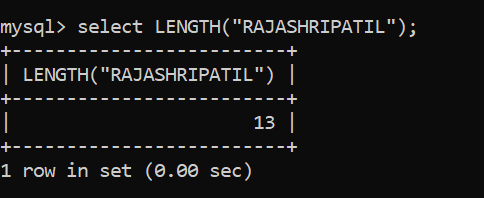 mysql> select LENGTH("RAJASHRIPATIL");
+-------------------------+
| LENGTH("RAJASHRIPATIL") |
+-------------------------+
|                      13 |
+-------------------------+
1 row in set (0.00 sec)